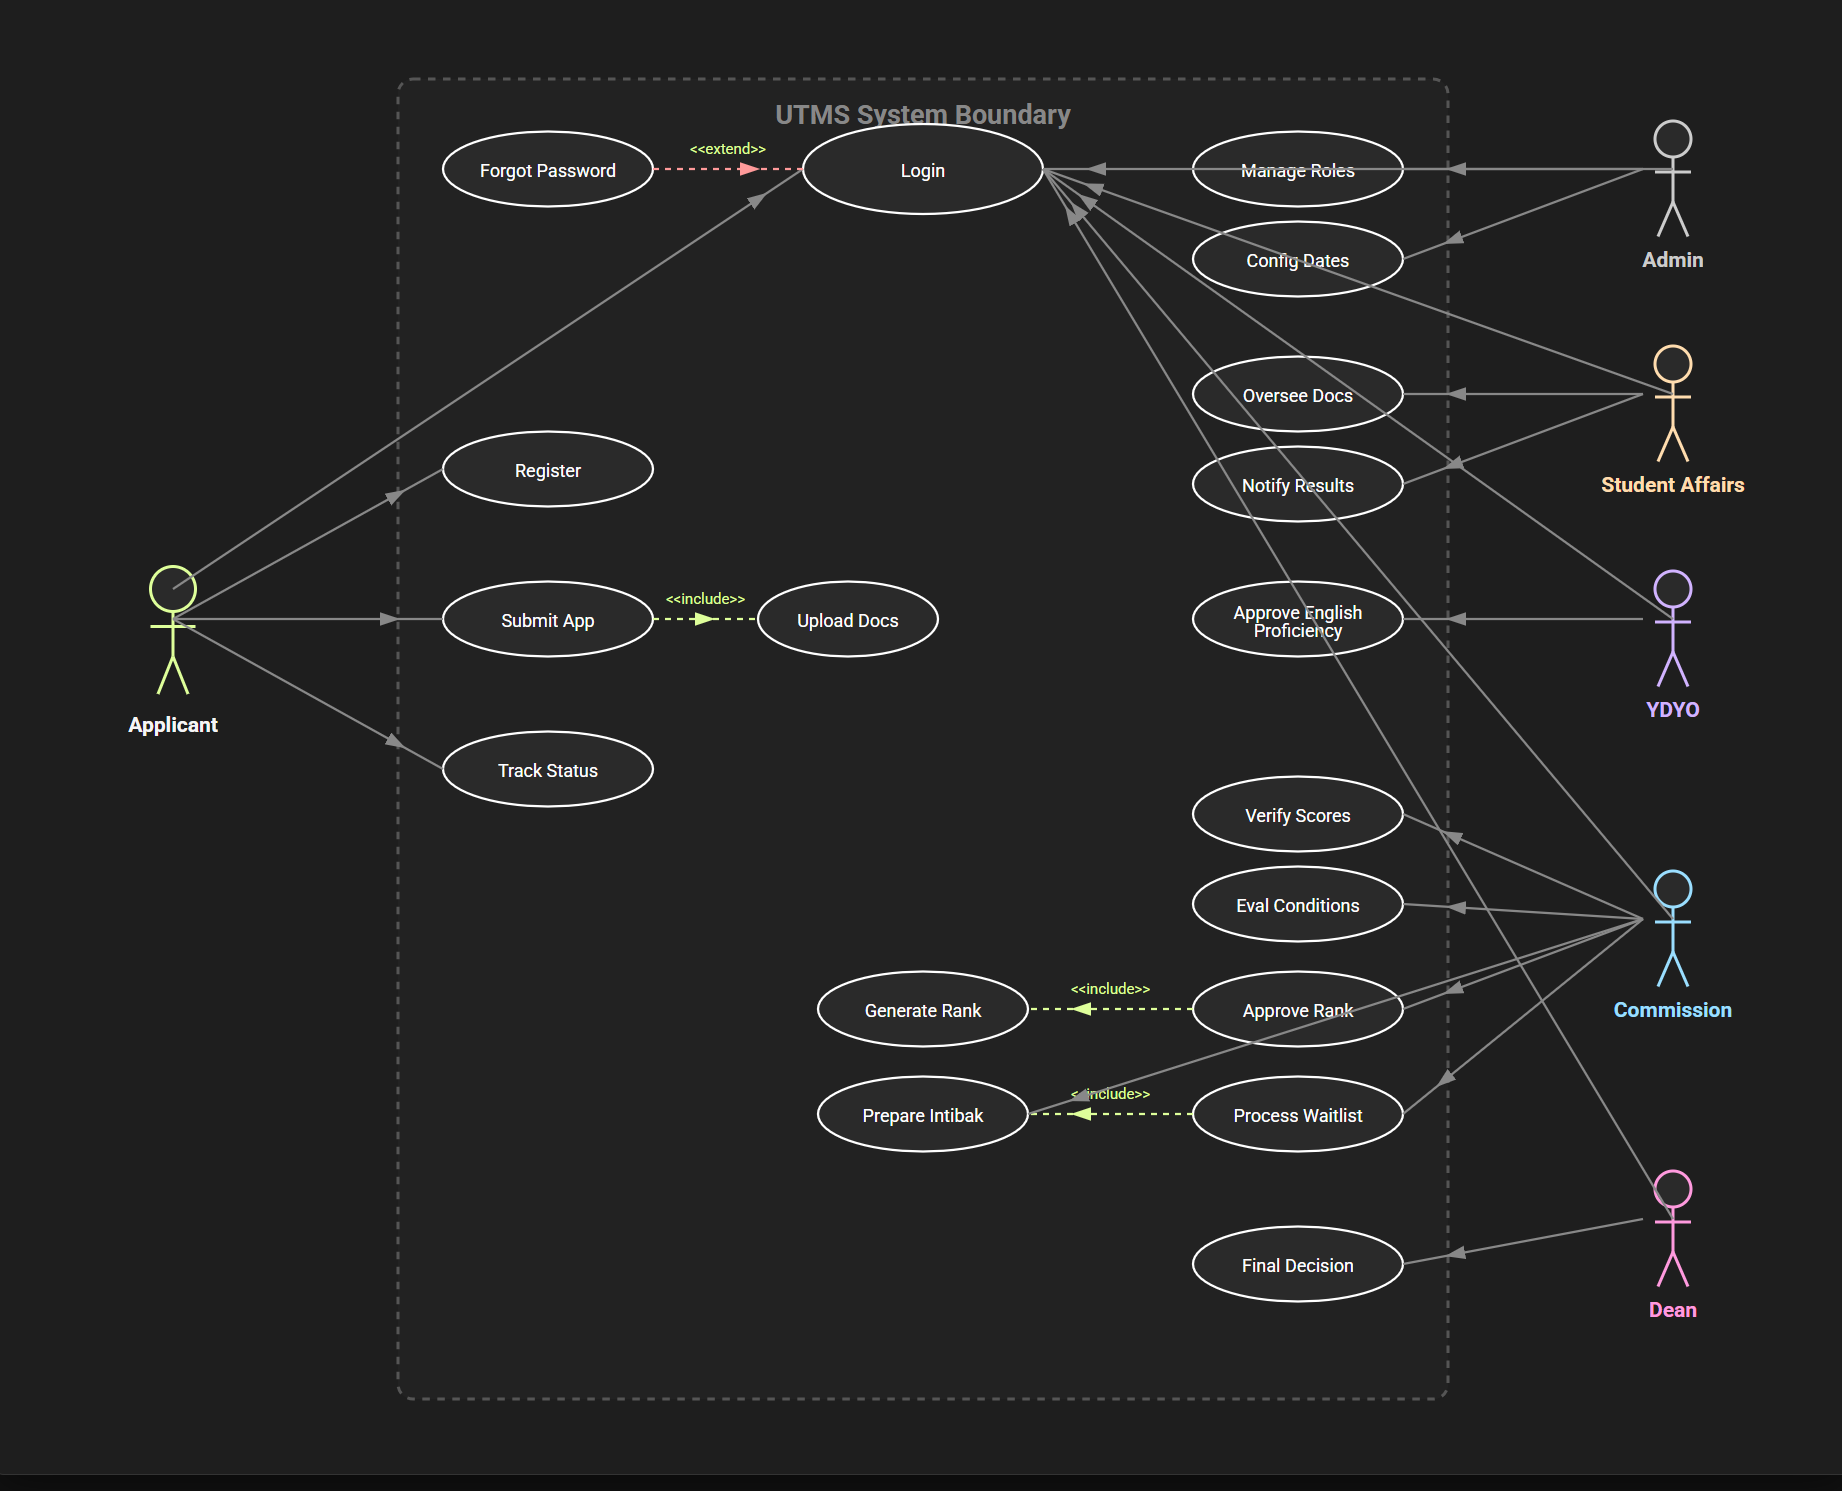 UTMS System Boundary
Forgot Password
<<extend>>
Login
Manage Roles
Admin
Config Dates
Oversee Docs
Student Affairs
Notify Results
Register
Applicant
Submit App
<<include>>
Upload Docs
Approve English
Proficiency
YDYO
Track Status
Verify Scores
Eval Conditions
Commission
Generate Rank
<<include>>
Approve Rank
Prepare Intibak
<<include>>
Process Waitlist
Final Decision
Dean